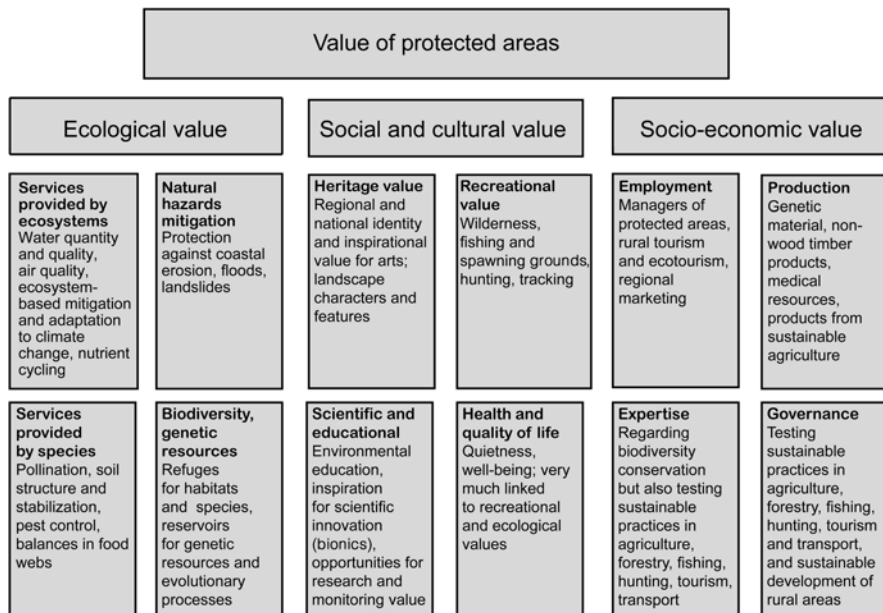 Value of protected areas
Ecological value
Social and cultural value
Socio-economic value
Services
provided by
ecosystems
Water quantity
and quality,
air quality,
ecosystem-
based mitigation
and adaptation
to climate
change, nutrient
cycling
Natural
hazards
mitigation
Protection
against coastal
erosion, floods,
landslides
Heritage value
Regional and
national identity
and inspirational
value for arts;
landscape
characters and
features
Recreational
value
Wilderness,
fishing and
spawning grounds,
hunting, tracking
Employment
Managers of
protected areas,
rural tourism
and ecotourism,
regional
marketing
Production
Genetic
material, non-
wood timber
products,
medical
resources,
products from
sustainable
agriculture
Services
provided
by species
Pollination, soil
structure and
stabilization,
pest control,
balances in food
webs
Biodiversity,
genetic
resources
Refuges
for habitats
and species,
reservoirs
for genetic
resources and
evolutionary
processes
Scientific and
educational
Environmental
education,
inspiration
for scientific
innovation
(bionics),
opportunities for
research and
monitoring value
Health and
quality of life
Quietness,
well-being; very
much linked
to recreational
and ecological
values
Expertise
Regarding
biodiversity
conservation
but also testing
sustainable
practices in
agriculture,
forestry, fishing,
hunting, tourism,
transport
Governance
Testing
sustainable
practices in
agriculture,
forestry, fishing,
hunting, tourism
and transport,
and sustainable
development of
rural areas